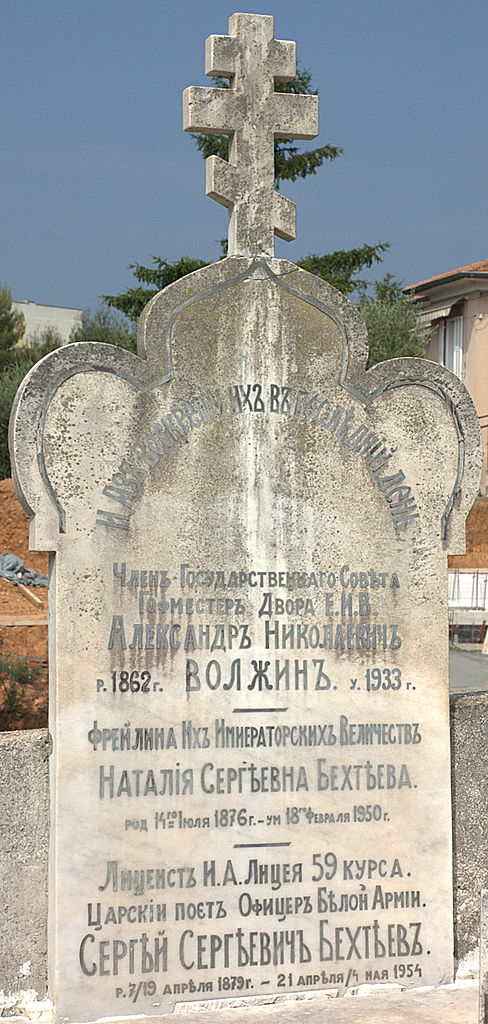 И АЗЪ ВОСКРЕШУ ИХЪ ВЪ ПОСЛѢДНІЙ ДЕНЬ.
Членъ Государственнаго Совѣта
Гофмейстеръ Двора Е.И.В.
Александръ Николаевичъ
р. 1862 г. ВОЛЖИНЪ. у. 1933 г.
Фрейлина Ихъ Императорскихъ Величествъ
Наталія Сергѣевна Бехтѣева.
род 14го Іюля 1876 г. – ум 18го Февраля 1950 г.
Лицеистъ И.А. Лицея 59 курса.
Царскій поэтъ Офицеръ Бѣлой Арміи.
Сергѣй Сергѣевичъ Бехтѣевъ.
р. 7/19 Апрѣля 1879 г. – 21 апрѣля/4 мая 1954